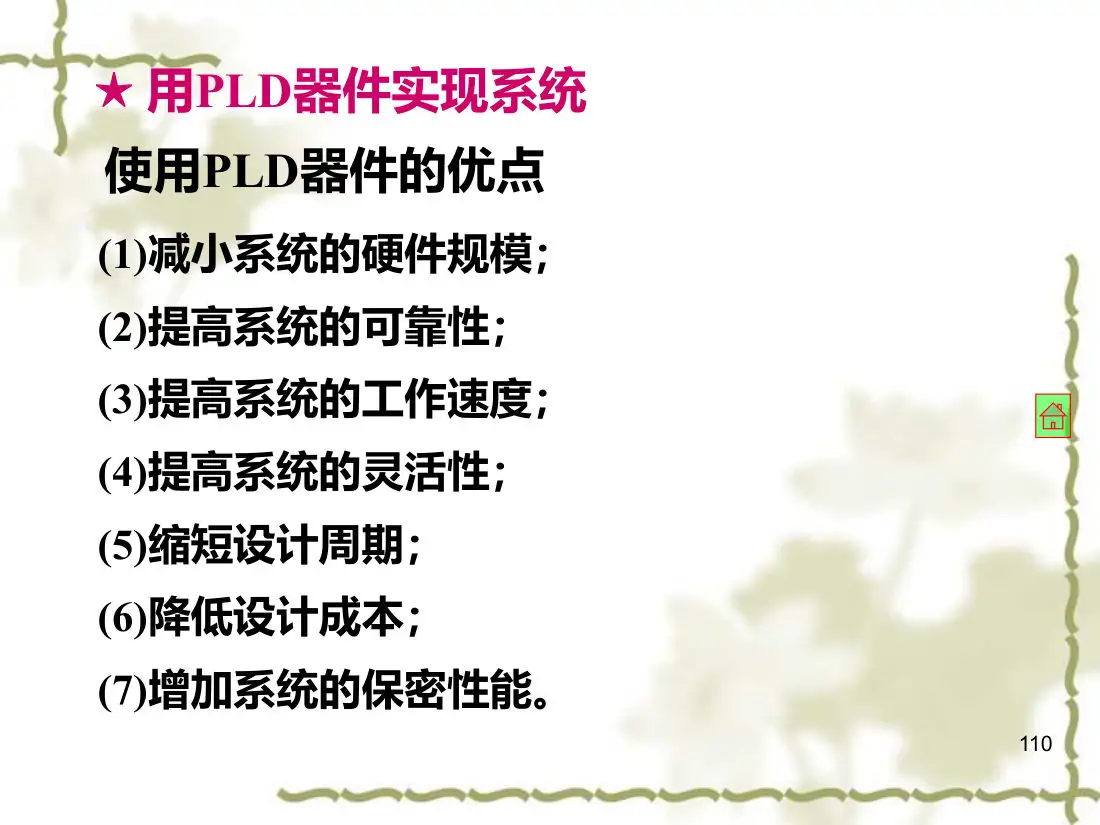 ★ 用PLD器件实现系统
使用PLD器件的优点
(1)减小系统的硬件规模;
(2)提高系统的可靠性;
(3)提高系统的工作速度;
(4)提高系统的灵活性;
(5)缩短设计周期;
(6)降低设计成本;
(7)增加系统的保密性能。
110